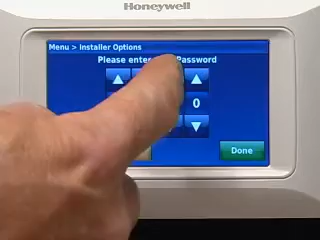 Honeywell
Menu > Installer Options
Please enter Password
0
Done